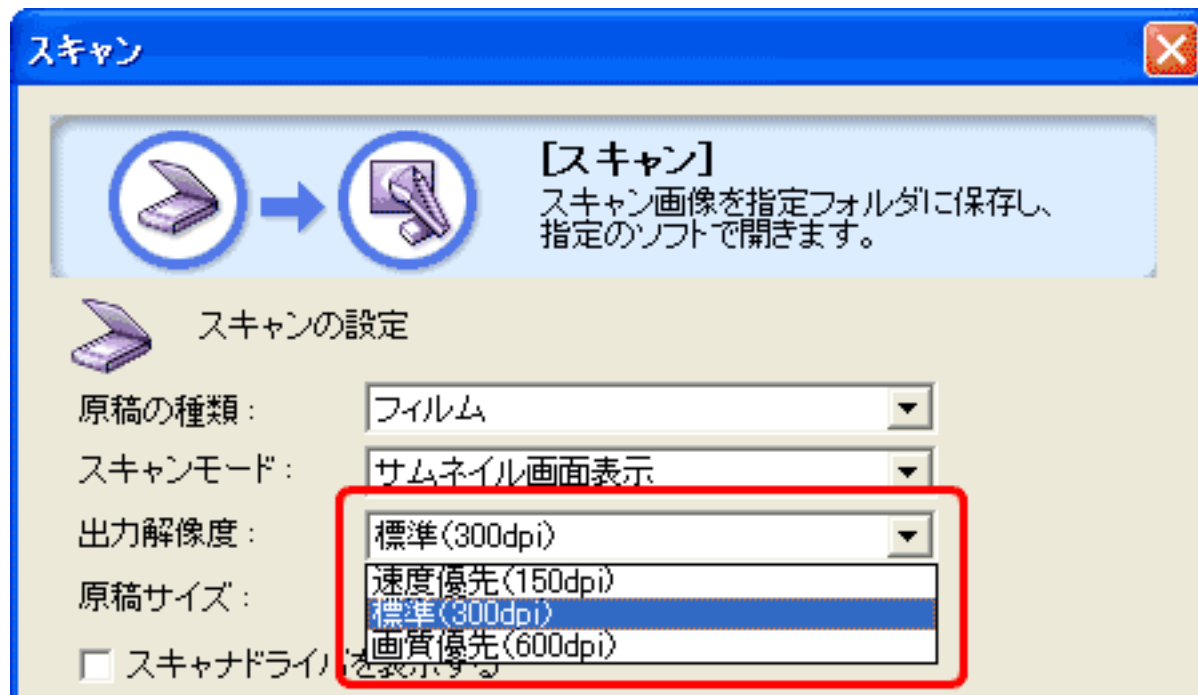 スキャン
[スキャン]
スキャン画像を指定フォルダに保存し、
指定のソフトで開きます。
スキャンの設定
原稿の種類：
フィルム
スキャンモード：
サムネイル画面表示
出力解像度：
標準(300dpi)
速度優先(150dpi)
標準(300dpi)
画質優先(600dpi)
原稿サイズ：
スキャナドライバを表示する